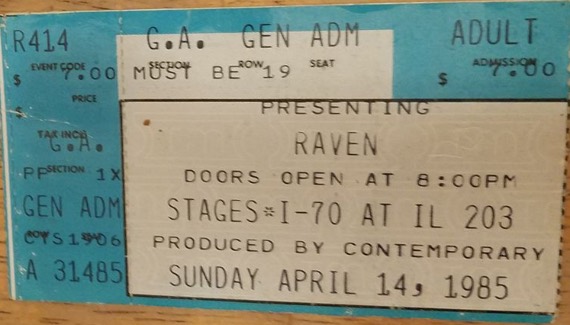 R414 G.A. GEN ADM ADULT
EVENT CODE SECTION ROW SEAT ADMISSION
$ 7.00 MUST BE 19 $ 7.00
PRICE
$ PRESENTING
TAX INCL
G.A. RAVEN
SECTION 1X DOORS OPEN AT 8:00PM
GEN ADM STAGES*I-70 AT IL 203
ROW SEAT PRODUCED BY CONTEMPORARY
A 31485 SUNDAY APRIL 14, 1985